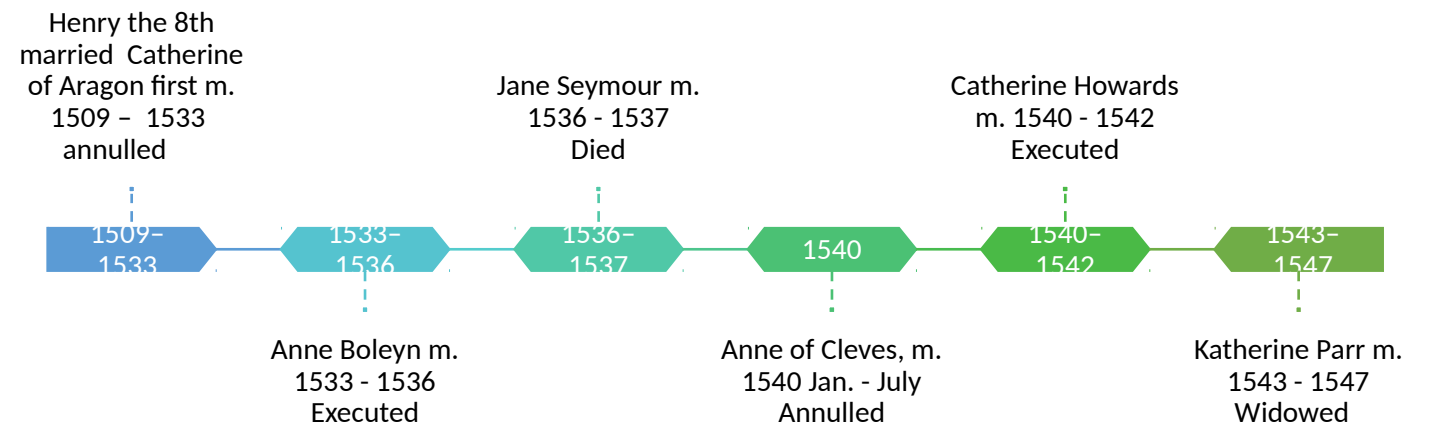 Henry the 8th
married  Catherine
of Aragon first m.
1509 –  1533
annulled
Jane Seymour m.
1536 - 1537
Died
Catherine Howards
m. 1540 - 1542
Executed
1509–
1533
1533–
1536
1536–
1537
1540
1540–
1542
1543–
1547
Anne Boleyn m.
1533 - 1536
Executed
Anne of Cleves, m.
1540 Jan. - July
Annulled
Katherine Parr m.
1543 - 1547
Widowed